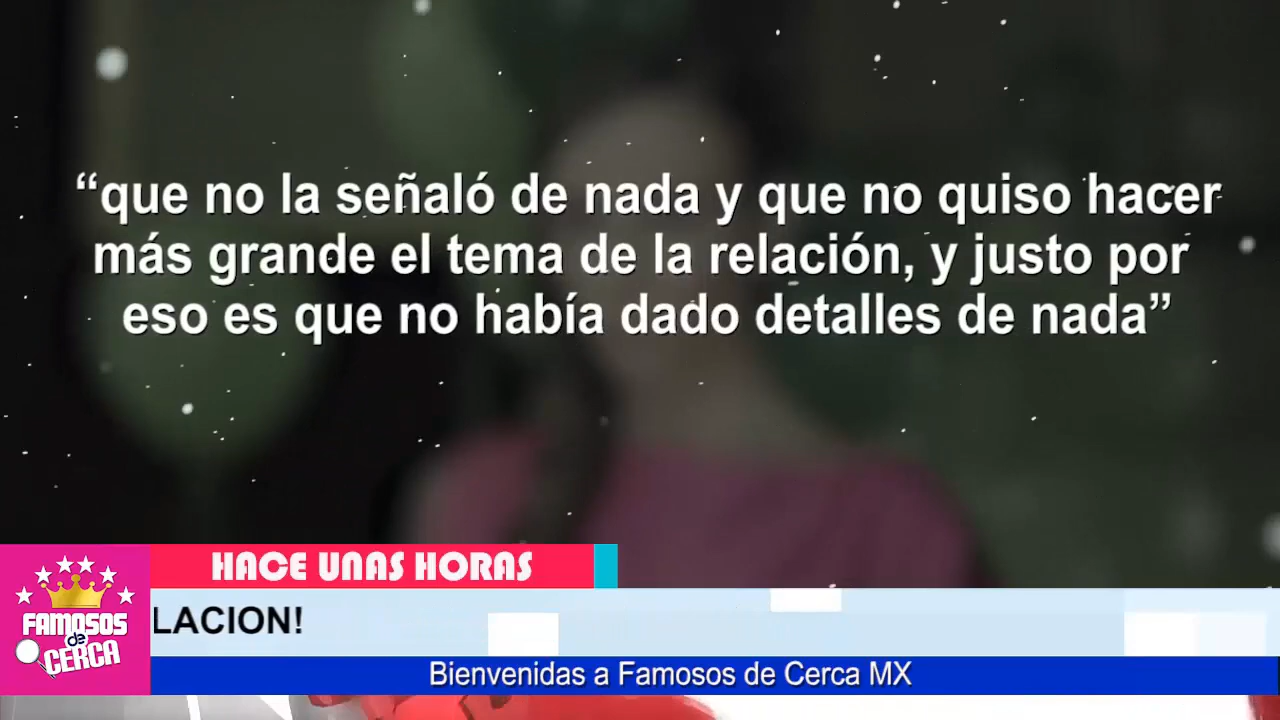 “que no la señaló de nada y que no quiso hacer
más grande el tema de la relación, y justo por
eso es que no había dado detalles de nada”
HACE UNAS HORAS
LACION!
FAMOSOS
de
CERCA
Bienvenidas a Famosos de Cerca MX